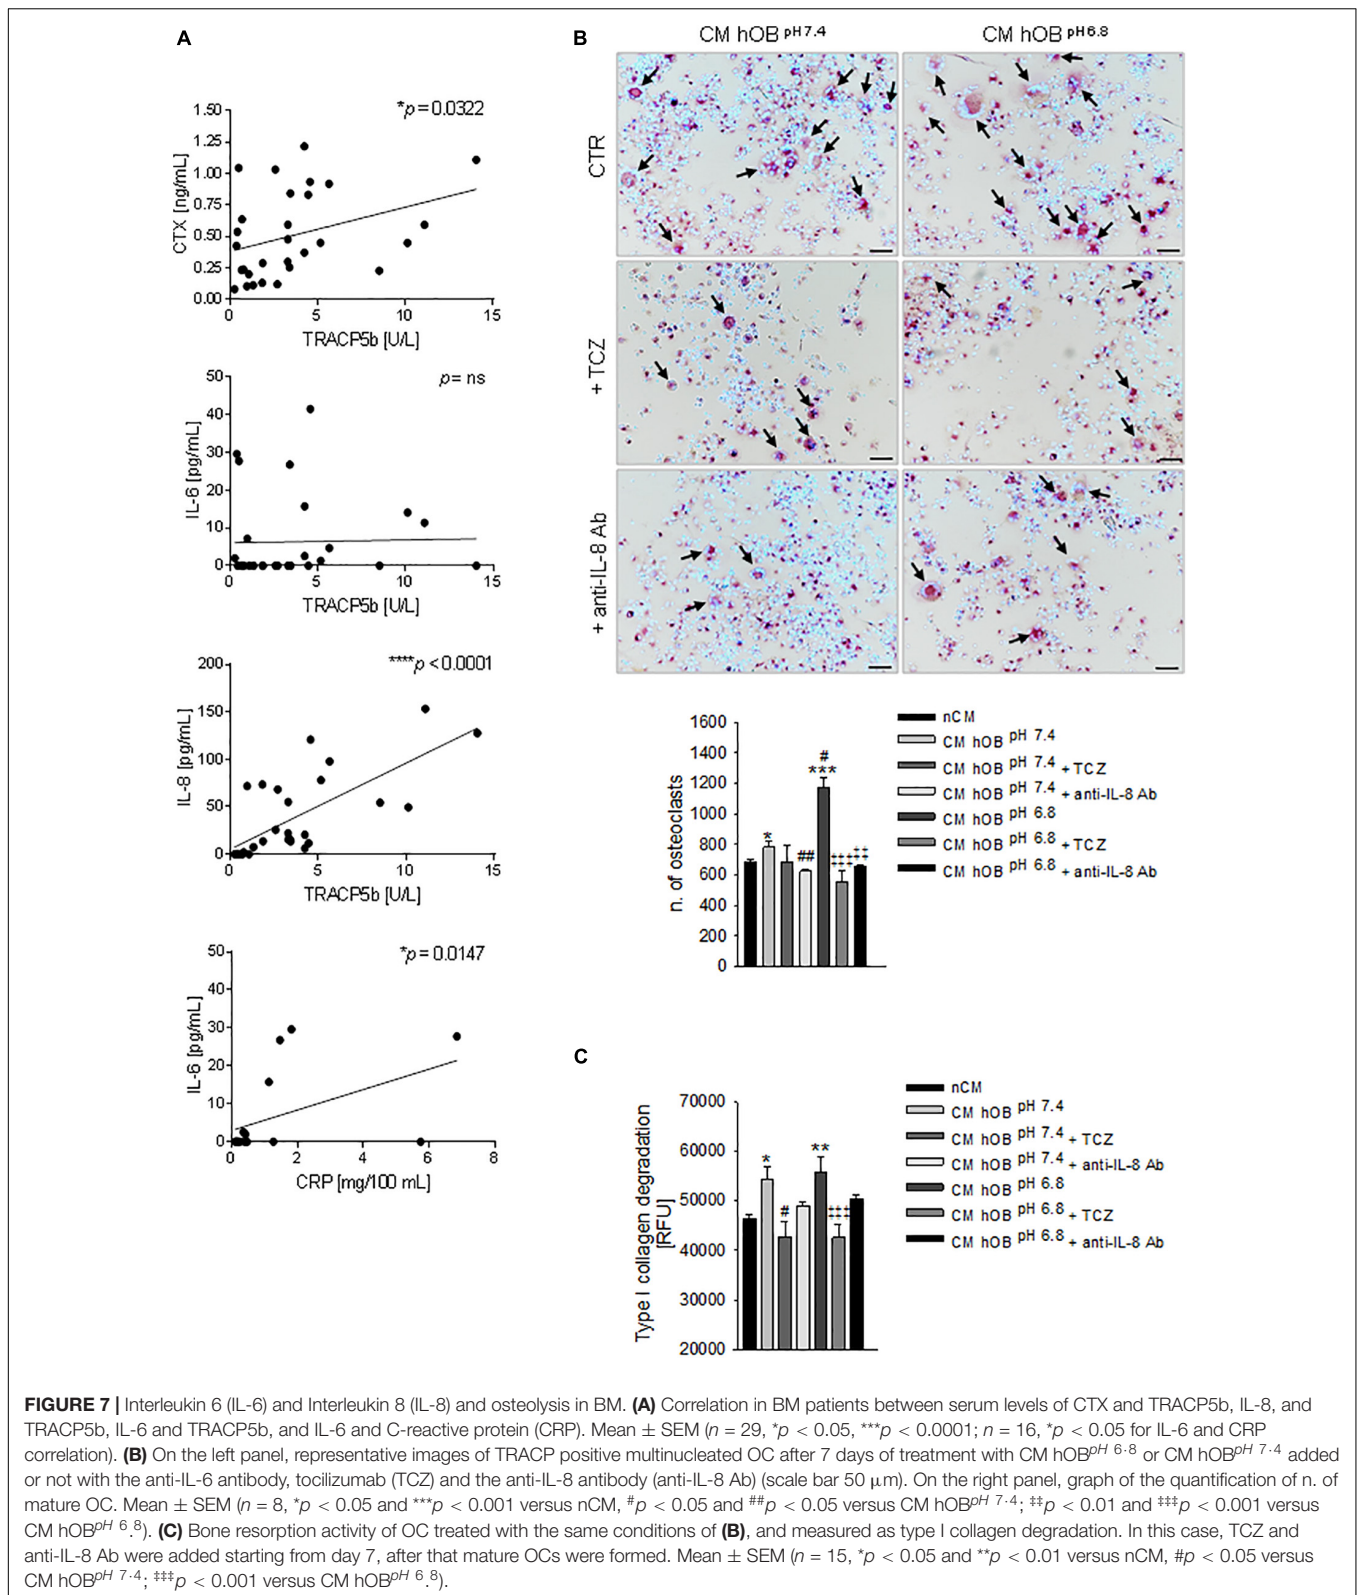 A
*p = 0.0322
CTX [ng/mL]
1.50
1.25
1.00
0.75
0.50
0.25
0.00
0 5 10 15
TRACP5b [U/L]
p = ns
IL-6 [pg/mL]
50
40
30
20
10
0
0 5 10 15
TRACP5b [U/L]
****p < 0.0001
IL-8 [pg/mL]
200
150
100
50
0
0 5 10 15
TRACP5b [U/L]
*p = 0.0147
IL-6 [pg/mL]
50
40
30
20
10
0
0 2 4 6 8
CRP [mg/100 mL]
B
CM hOB pH 7.4
CM hOB pH 6.8
CTR
+ TCZ
+ anti-IL-8 Ab
n. of osteoclasts
1600
1400
1200
1000
800
600
400
200
0
*
##
#
***
‡‡‡
‡‡
nCM
CM hOB pH 7.4
CM hOB pH 7.4 + TCZ
CM hOB pH 7.4 + anti-IL-8 Ab
CM hOB pH 6.8
CM hOB pH 6.8 + TCZ
CM hOB pH 6.8 + anti-IL-8 Ab
C
Type I collagen degradation
[RFU]
70000
60000
50000
40000
30000
20000
*
#
**
‡‡‡
nCM
CM hOB pH 7.4
CM hOB pH 7.4 + TCZ
CM hOB pH 7.4 + anti-IL-8 Ab
CM hOB pH 6.8
CM hOB pH 6.8 + TCZ
CM hOB pH 6.8 + anti-IL-8 Ab
FIGURE 7 | Interleukin 6 (IL-6) and Interleukin 8 (IL-8) and osteolysis in BM. (A) Correlation in BM patients between serum levels of CTX and TRACP5b, IL-8, and
TRACP5b, IL-6 and TRACP5b, and IL-6 and C-reactive protein (CRP). Mean ± SEM (n = 29, *p < 0.05, ***p < 0.0001; n = 16, *p < 0.05 for IL-6 and CRP
correlation). (B) On the left panel, representative images of TRACP positive multinucleated OC after 7 days of treatment with CM hOBpH 6·8 or CM hOBpH 7·4 added
or not with the anti-IL-6 antibody, tocilizumab (TCZ) and the anti-IL-8 antibody (anti-IL-8 Ab) (scale bar 50 μm). On the right panel, graph of the quantification of n. of
mature OC. Mean ± SEM (n = 8, *p < 0.05 and ***p < 0.001 versus nCM, #p < 0.05 and ##p < 0.05 versus CM hOBpH 7·4; ‡‡p < 0.01 and ‡‡‡p < 0.001 versus
CM hOBpH 6.8). (C) Bone resorption activity of OC treated with the same conditions of (B), and measured as type I collagen degradation. In this case, TCZ and
anti-IL-8 Ab were added starting from day 7, after that mature OCs were formed. Mean ± SEM (n = 15, *p < 0.05 and **p < 0.01 versus nCM, #p < 0.05 versus
CM hOBpH 7·4; ‡‡‡p < 0.001 versus CM hOBpH 6.8).